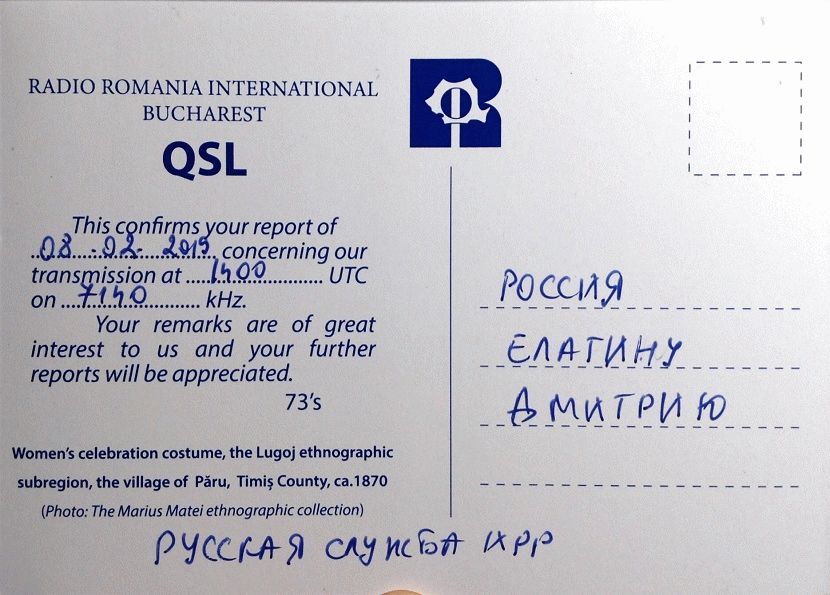 RADIO ROMANIA INTERNATIONAL
BUCHAREST
QSL
This confirms your report of
08.02.2019 concerning our
transmission at 1400 UTC
on 7140 kHz.
Your remarks are of great
interest to us and your further
reports will be appreciated.
73's
Women's celebration costume, the Lugoj ethnographic
subregion, the village of Păru, Timiş County, ca.1870
(Photo: The Marius Matei ethnographic collection)
РУССКАЯ СЛУЖБА
РОССИЯ
ЕЛАГИНУ
ДМИТРИЮ